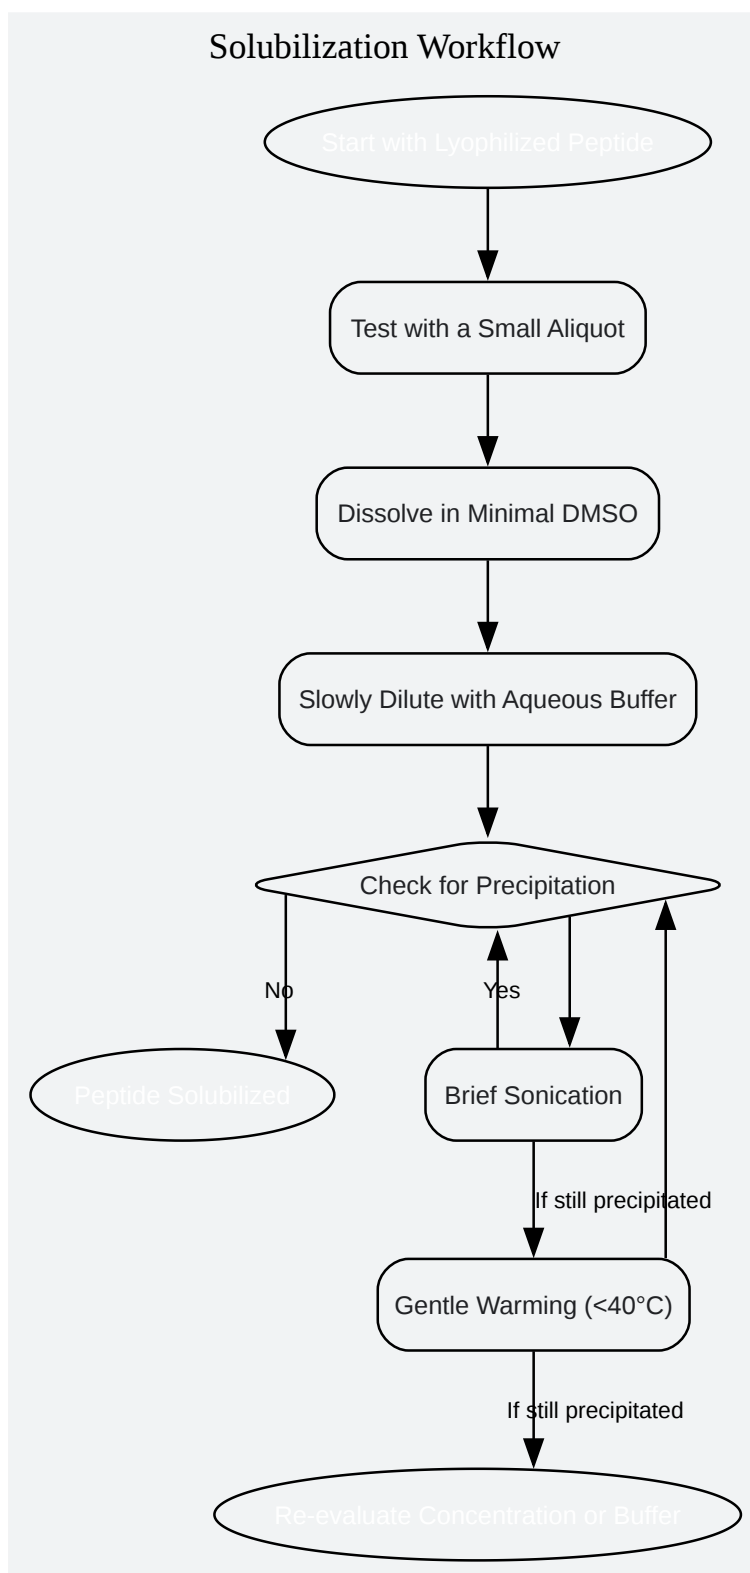 Solubilization Workflow
Start with Lyophilized Peptide
Test with a Small Aliquot
Dissolve in Minimal DMSO
Slowly Dilute with Aqueous Buffer
Check for Precipitation
No
Yes
Peptide Solubilized
Brief Sonication
If still precipitated
Gentle Warming (<40°C)
If still precipitated
Re-evaluate Concentration or Buffer